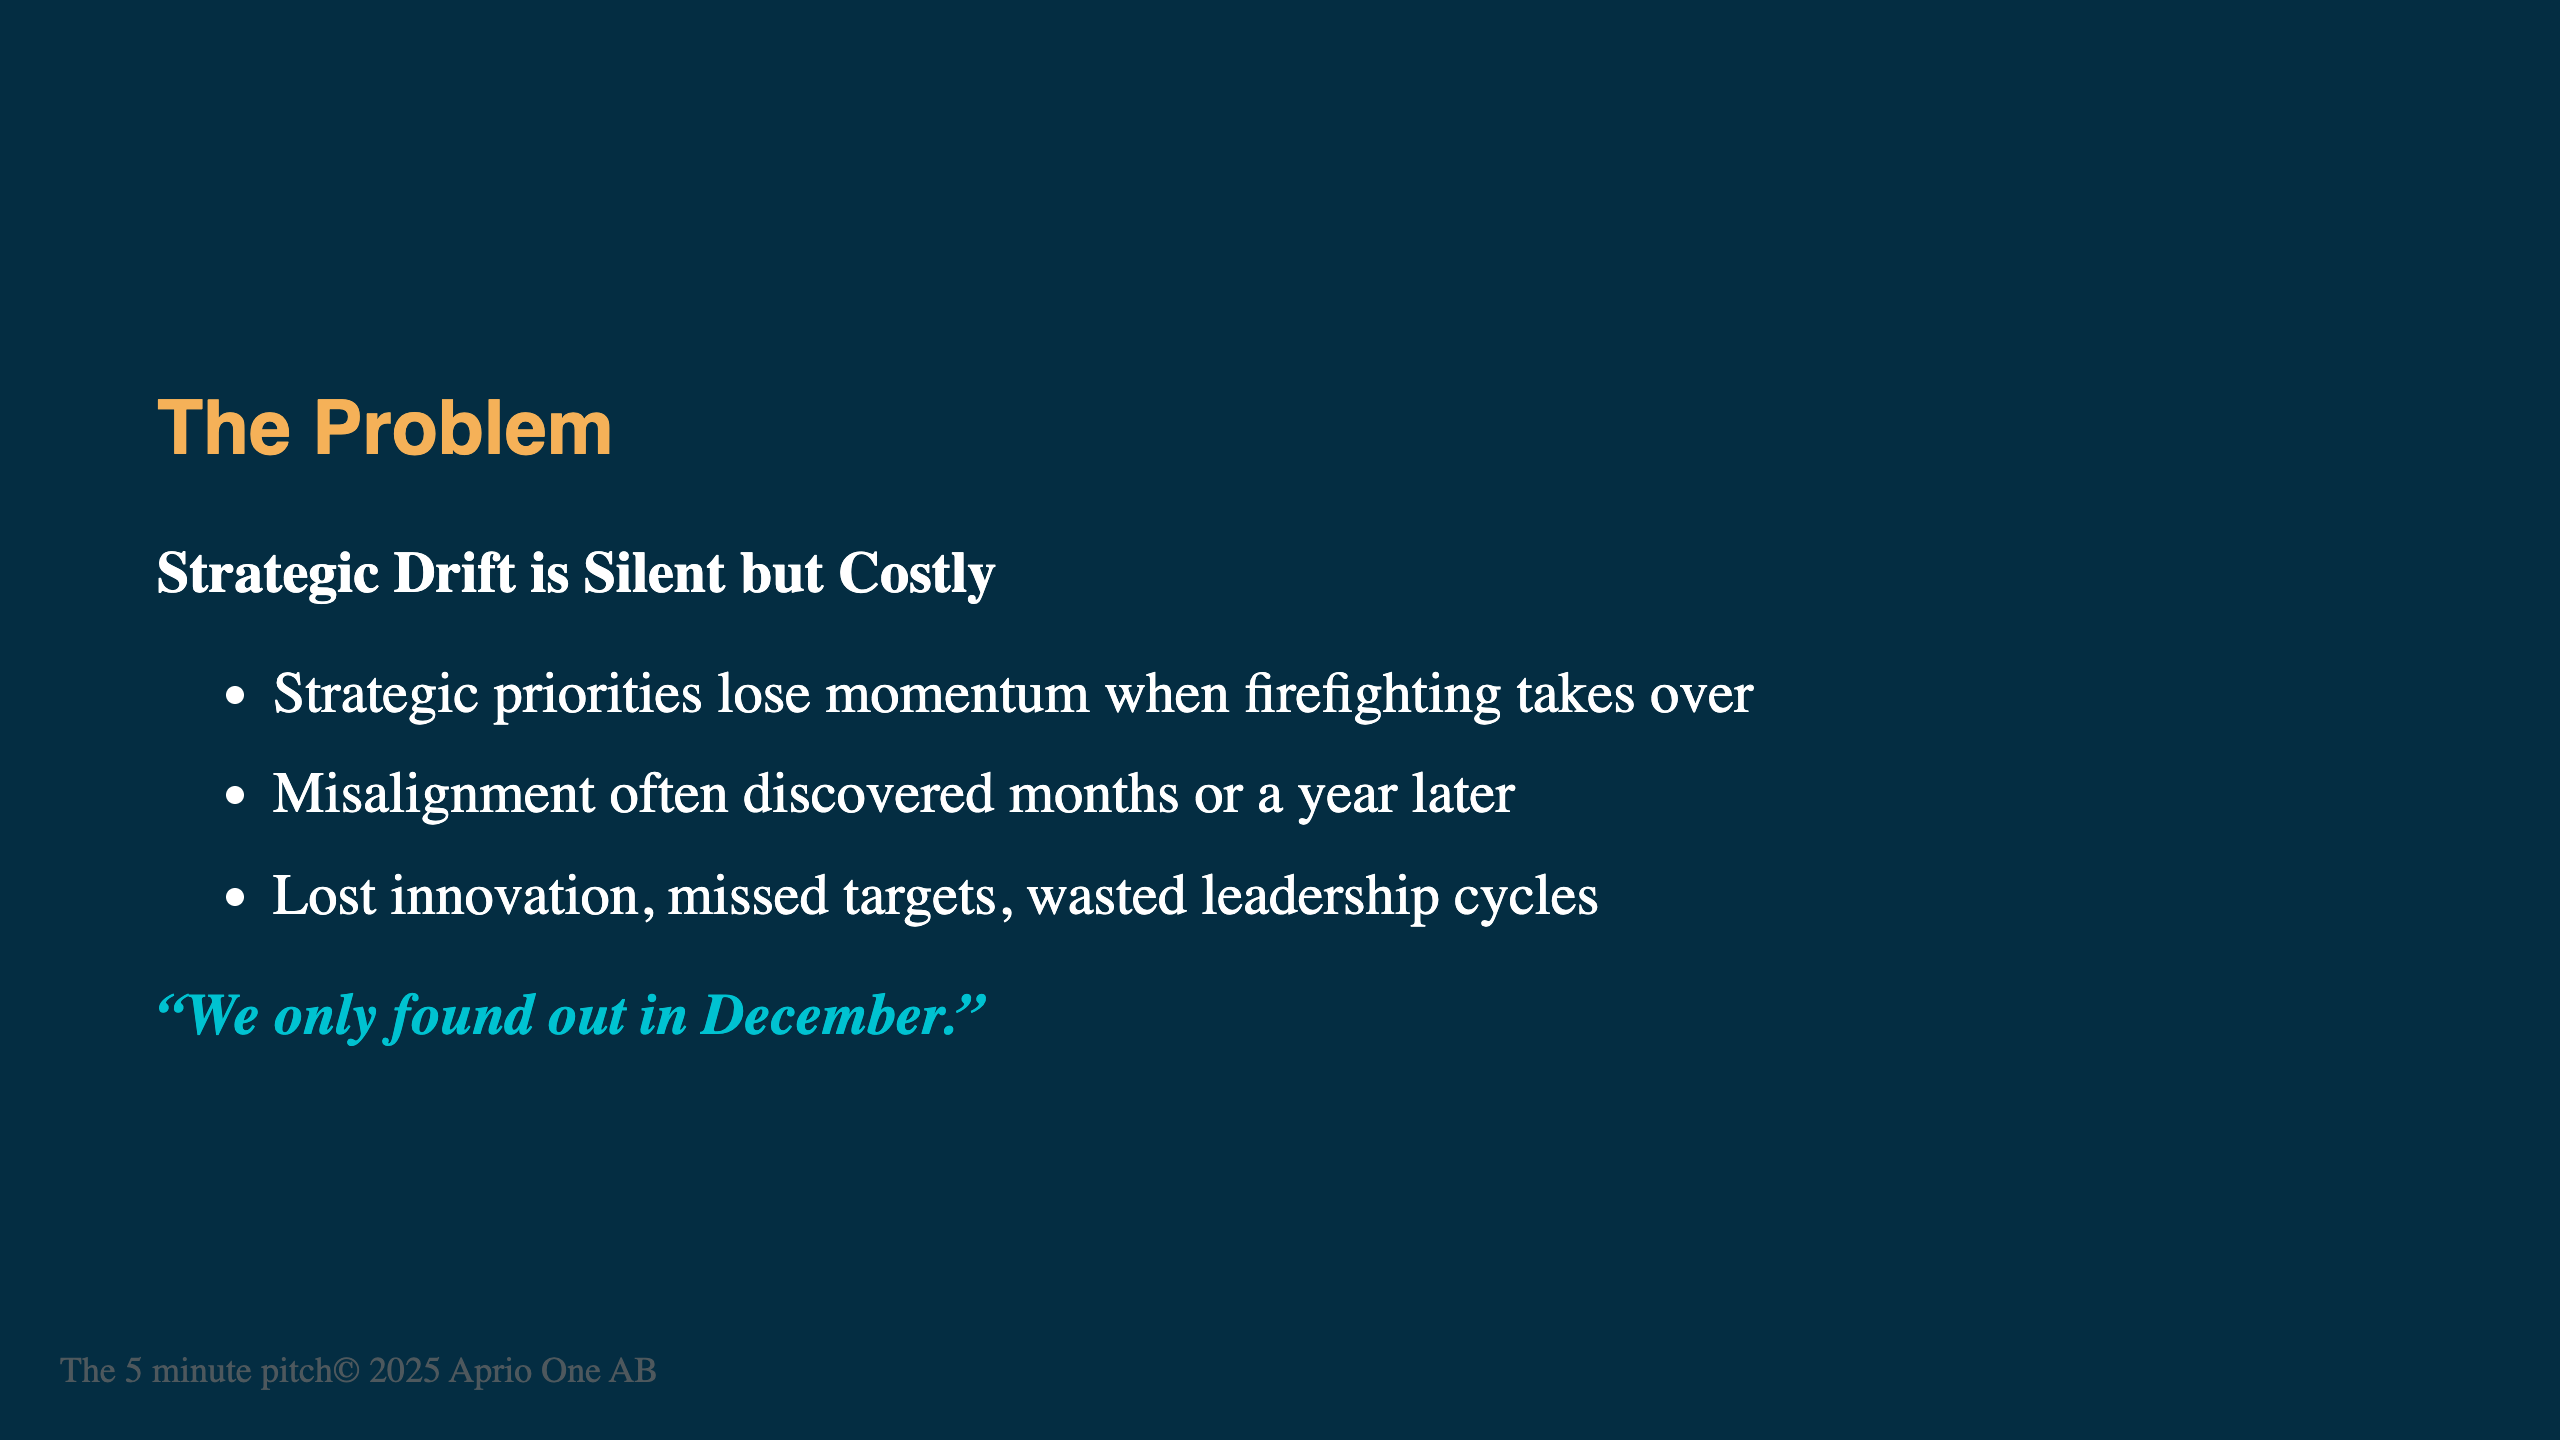 The Problem
Strategic Drift is Silent but Costly
• Strategic priorities lose momentum when firefighting takes over
• Misalignment often discovered months or a year later
• Lost innovation, missed targets, wasted leadership cycles
“We only found out in December.”
The 5 minute pitch© 2025 Aprio One AB